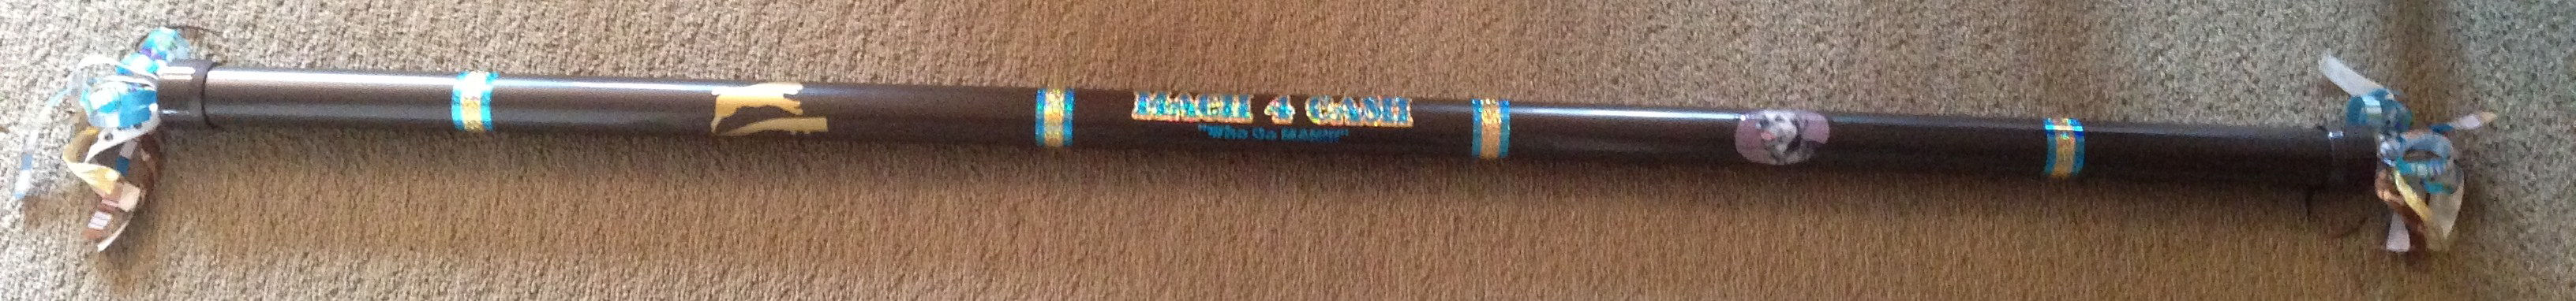 MACH 4 CASH
"Who Da MAN?!"